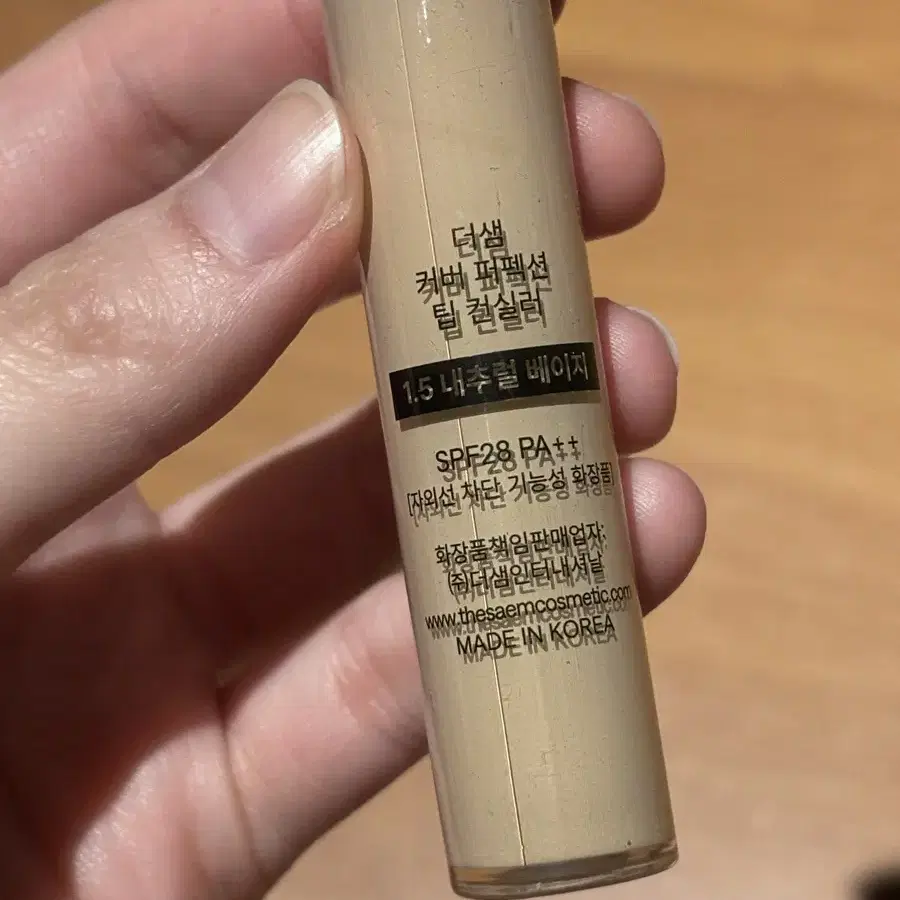 더샘
커버 퍼펙션
팁 컨실러
1.5 내추럴 베이지
SPF28 PA++
[자외선 차단 기능성 화장품]
화장품책임판매업자:
(주)더샘인터내셔날
www.thesaemcosmetic.com
MADE IN KOREA